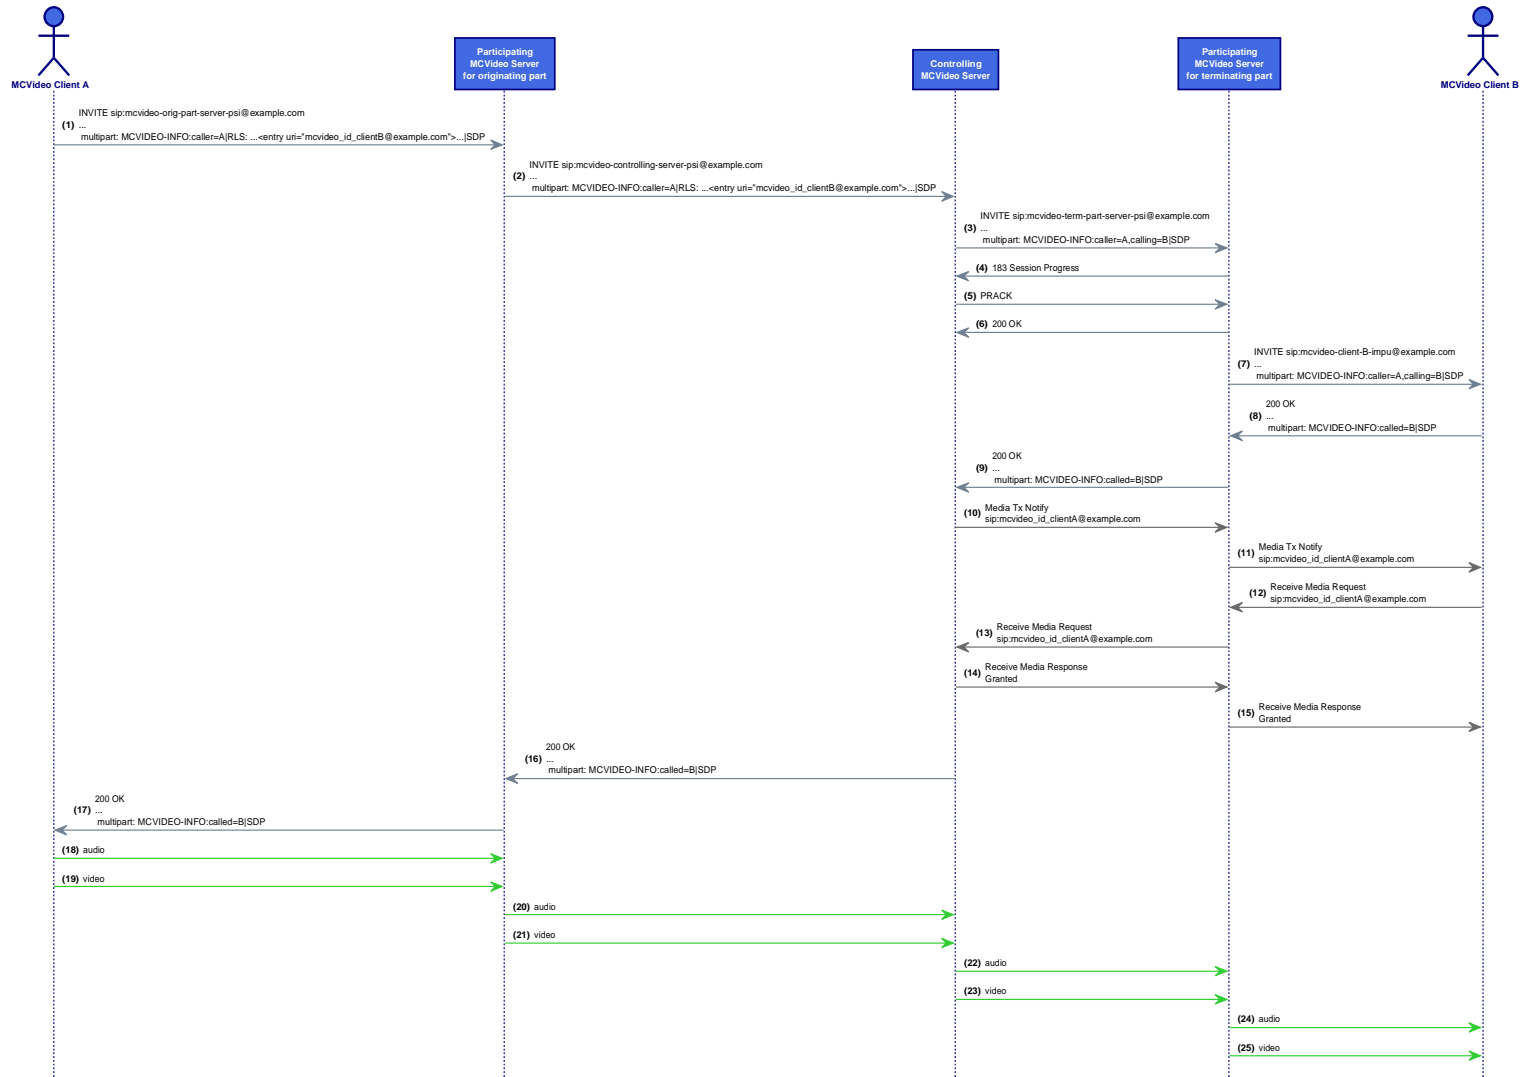 Participating
MCVideo Server
for originating part
Controlling
MCVideo Server
Participating
MCVideo Server
for terminating part
MCVideo Client A
MCVideo Client B
INVITE sip:mcvideo-orig-part-server-psi@example.com
(1) ...
multipart: MCVIDEO-INFO:caller=A|RLS: ...<entry uri="mcvideo_id_clientB@example.com">...|SDP
INVITE sip:mcvideo-controlling-server-psi@example.com
(2) ...
multipart: MCVIDEO-INFO:caller=A|RLS: ...<entry uri="mcvideo_id_clientB@example.com">...|SDP
INVITE sip:mcvideo-term-part-server-psi@example.com
(3) ...
multipart: MCVIDEO-INFO:caller=A,calling=B|SDP
(4) 183 Session Progress
(5) PRACK
(6) 200 OK
INVITE sip:mcvideo-client-B-impu@example.com
(7) ...
multipart: MCVIDEO-INFO:caller=A,calling=B|SDP
200 OK
(8) ...
multipart: MCVIDEO-INFO:called=B|SDP
200 OK
(9) ...
multipart: MCVIDEO-INFO:called=B|SDP
(10) Media Tx Notify
sip:mcvideo_id_clientA@example.com
(11) Media Tx Notify
sip:mcvideo_id_clientA@example.com
(12) Receive Media Request
sip:mcvideo_id_clientA@example.com
(13) Receive Media Request
sip:mcvideo_id_clientA@example.com
(14) Receive Media Response
Granted
(15) Receive Media Response
Granted
200 OK
(16) ...
multipart: MCVIDEO-INFO:called=B|SDP
200 OK
(17) ...
multipart: MCVIDEO-INFO:called=B|SDP
(18) audio
(19) video
(20) audio
(21) video
(22) audio
(23) video
(24) audio
(25) video